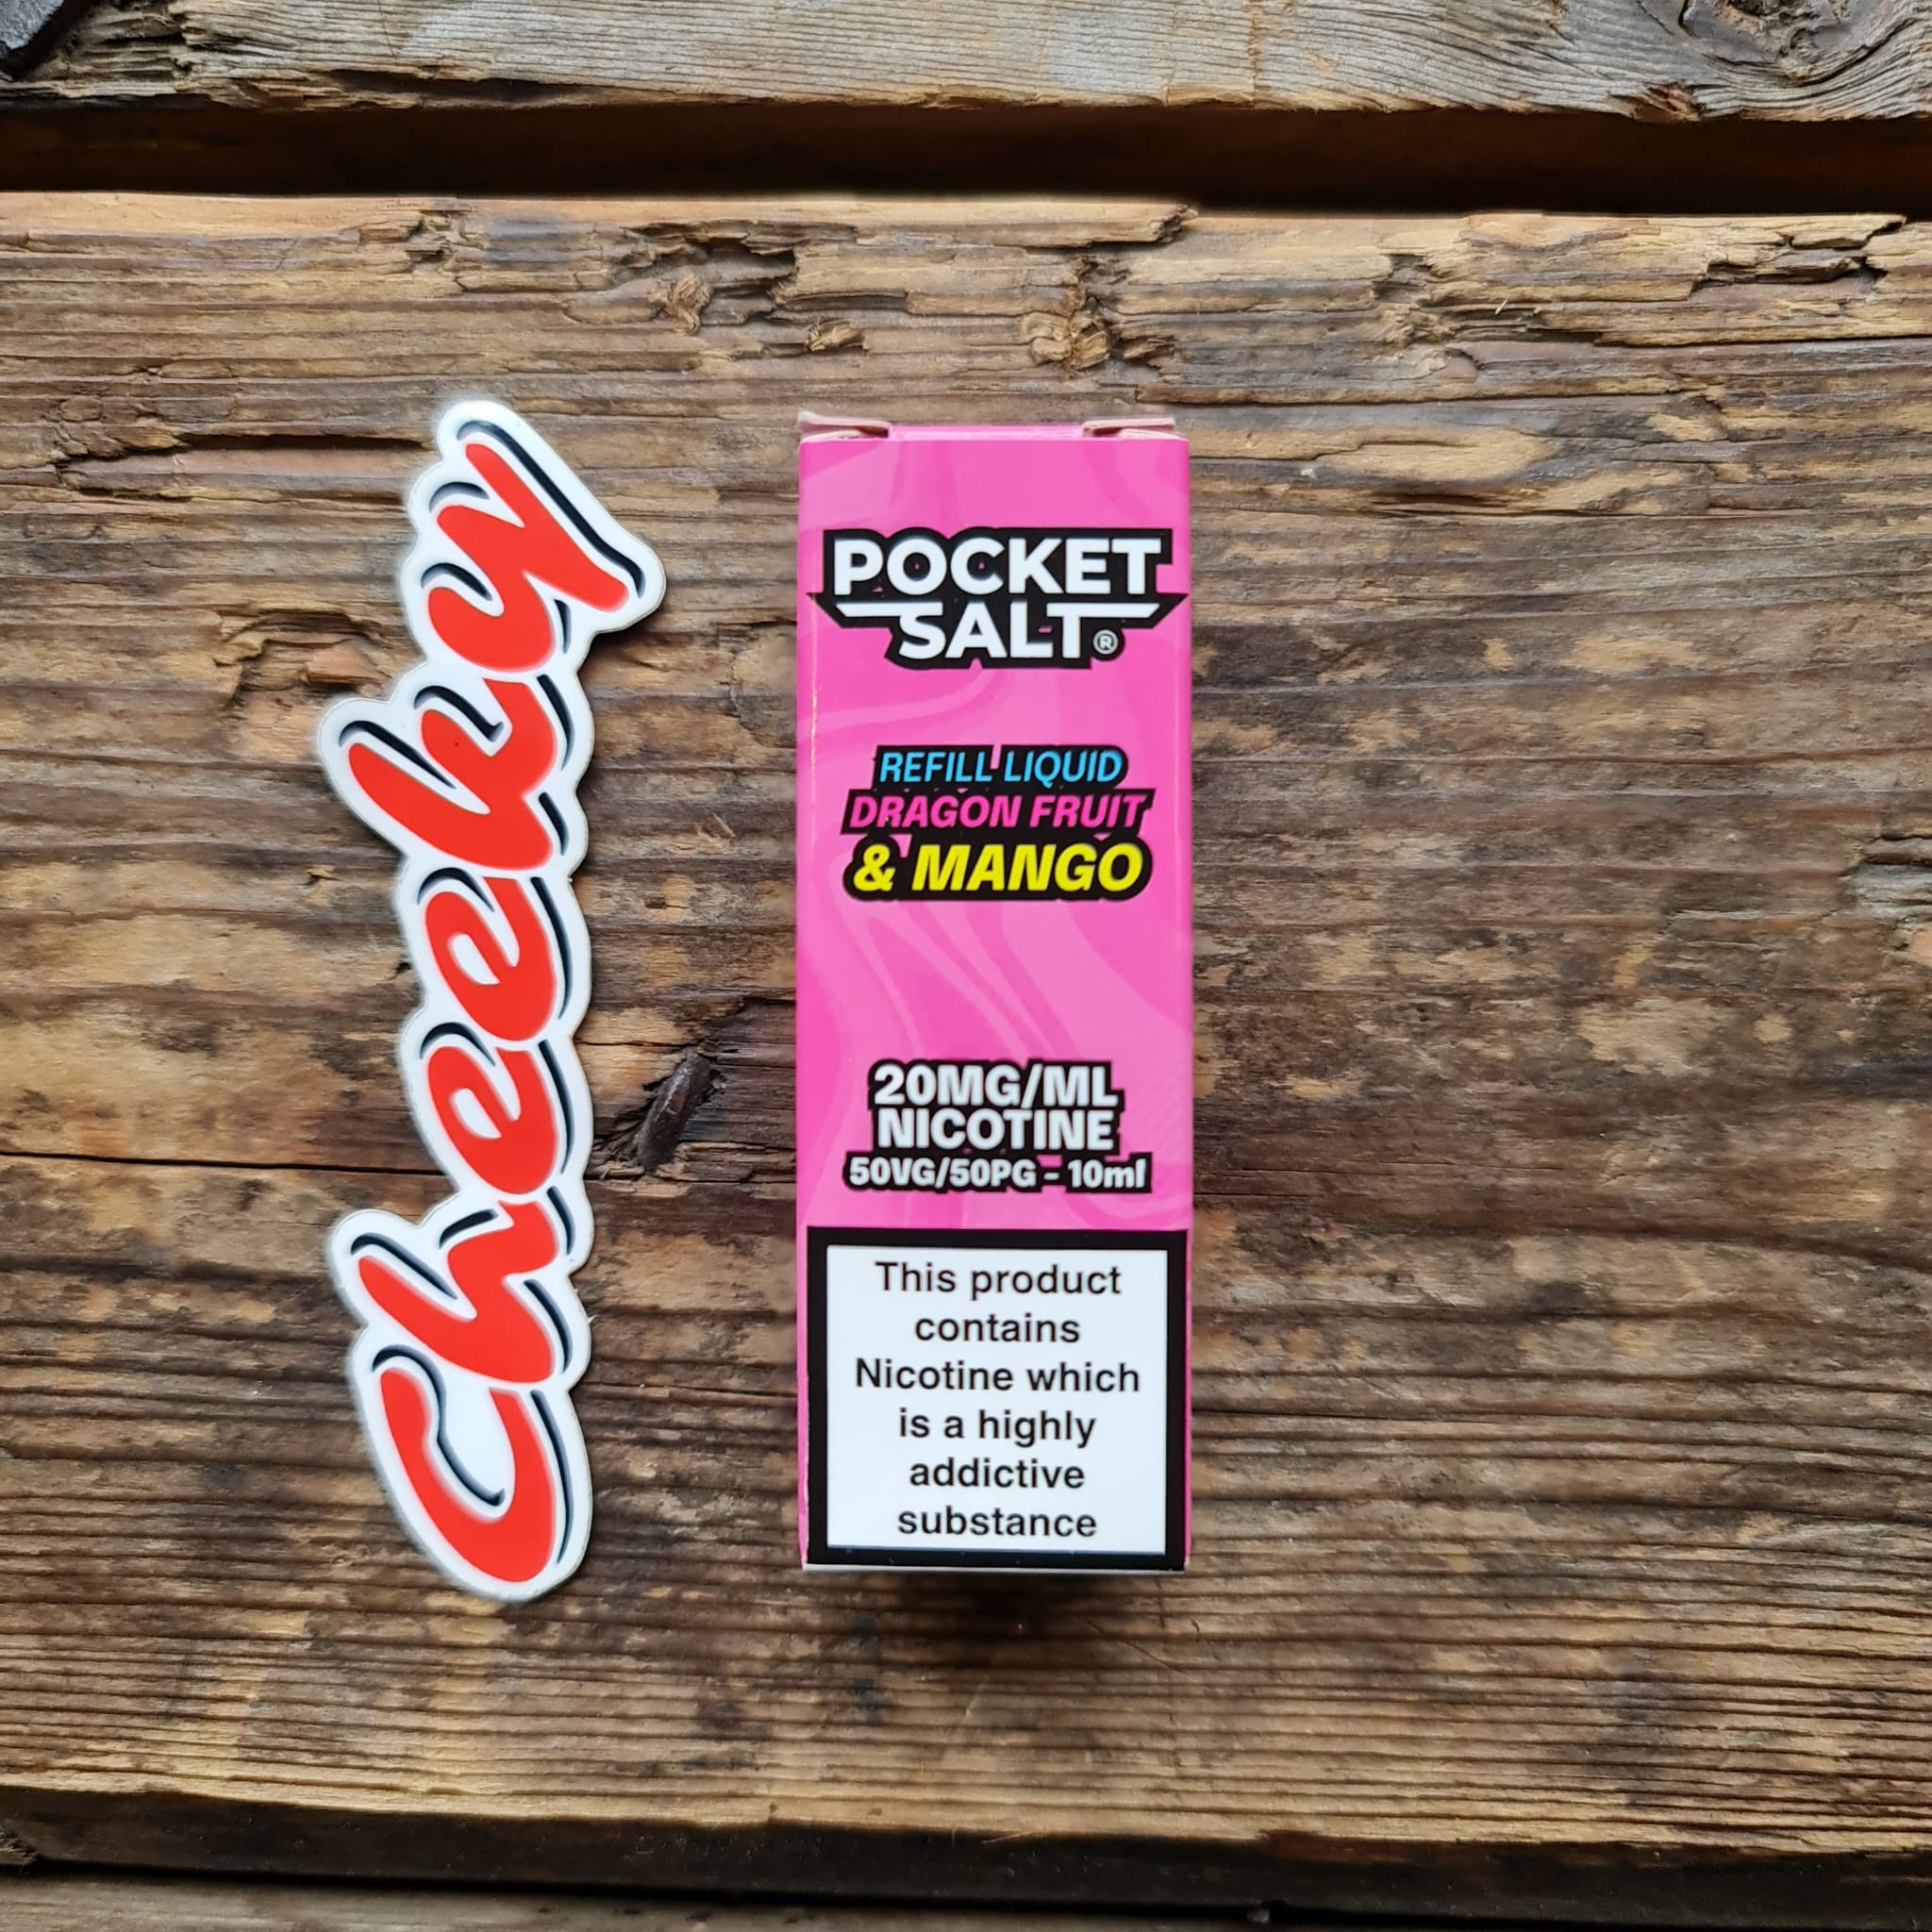 Cheeky
POCKET
SALT®
REFILL LIQUID
DRAGON FRUIT
& MANGO
20MG/ML
NICOTINE
50VG/50PG - 10ml
This product
contains
Nicotine which
is a highly
addictive
substance